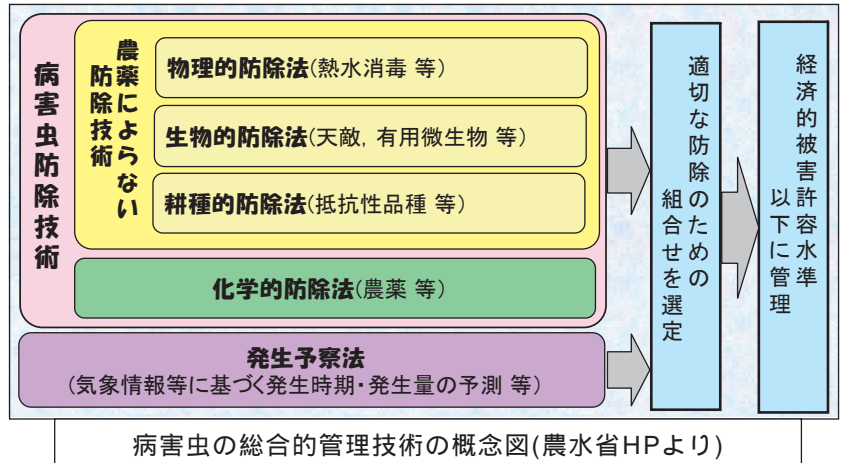 病害虫防除技術
農薬によらない
防除技術
物理的防除法(熱水消毒 等)
生物的防除法(天敵，有用微生物 等)
耕種的防除法(抵抗性品種 等)
化学的防除法(農薬 等)
発生予察法
(気象情報等に基づく発生時期・発生量の予測 等)
適切な防除のための
組合せを選定
経済的被害許容水準
以下に管理
病害虫の総合的管理技術の概念図(農水省HPより)